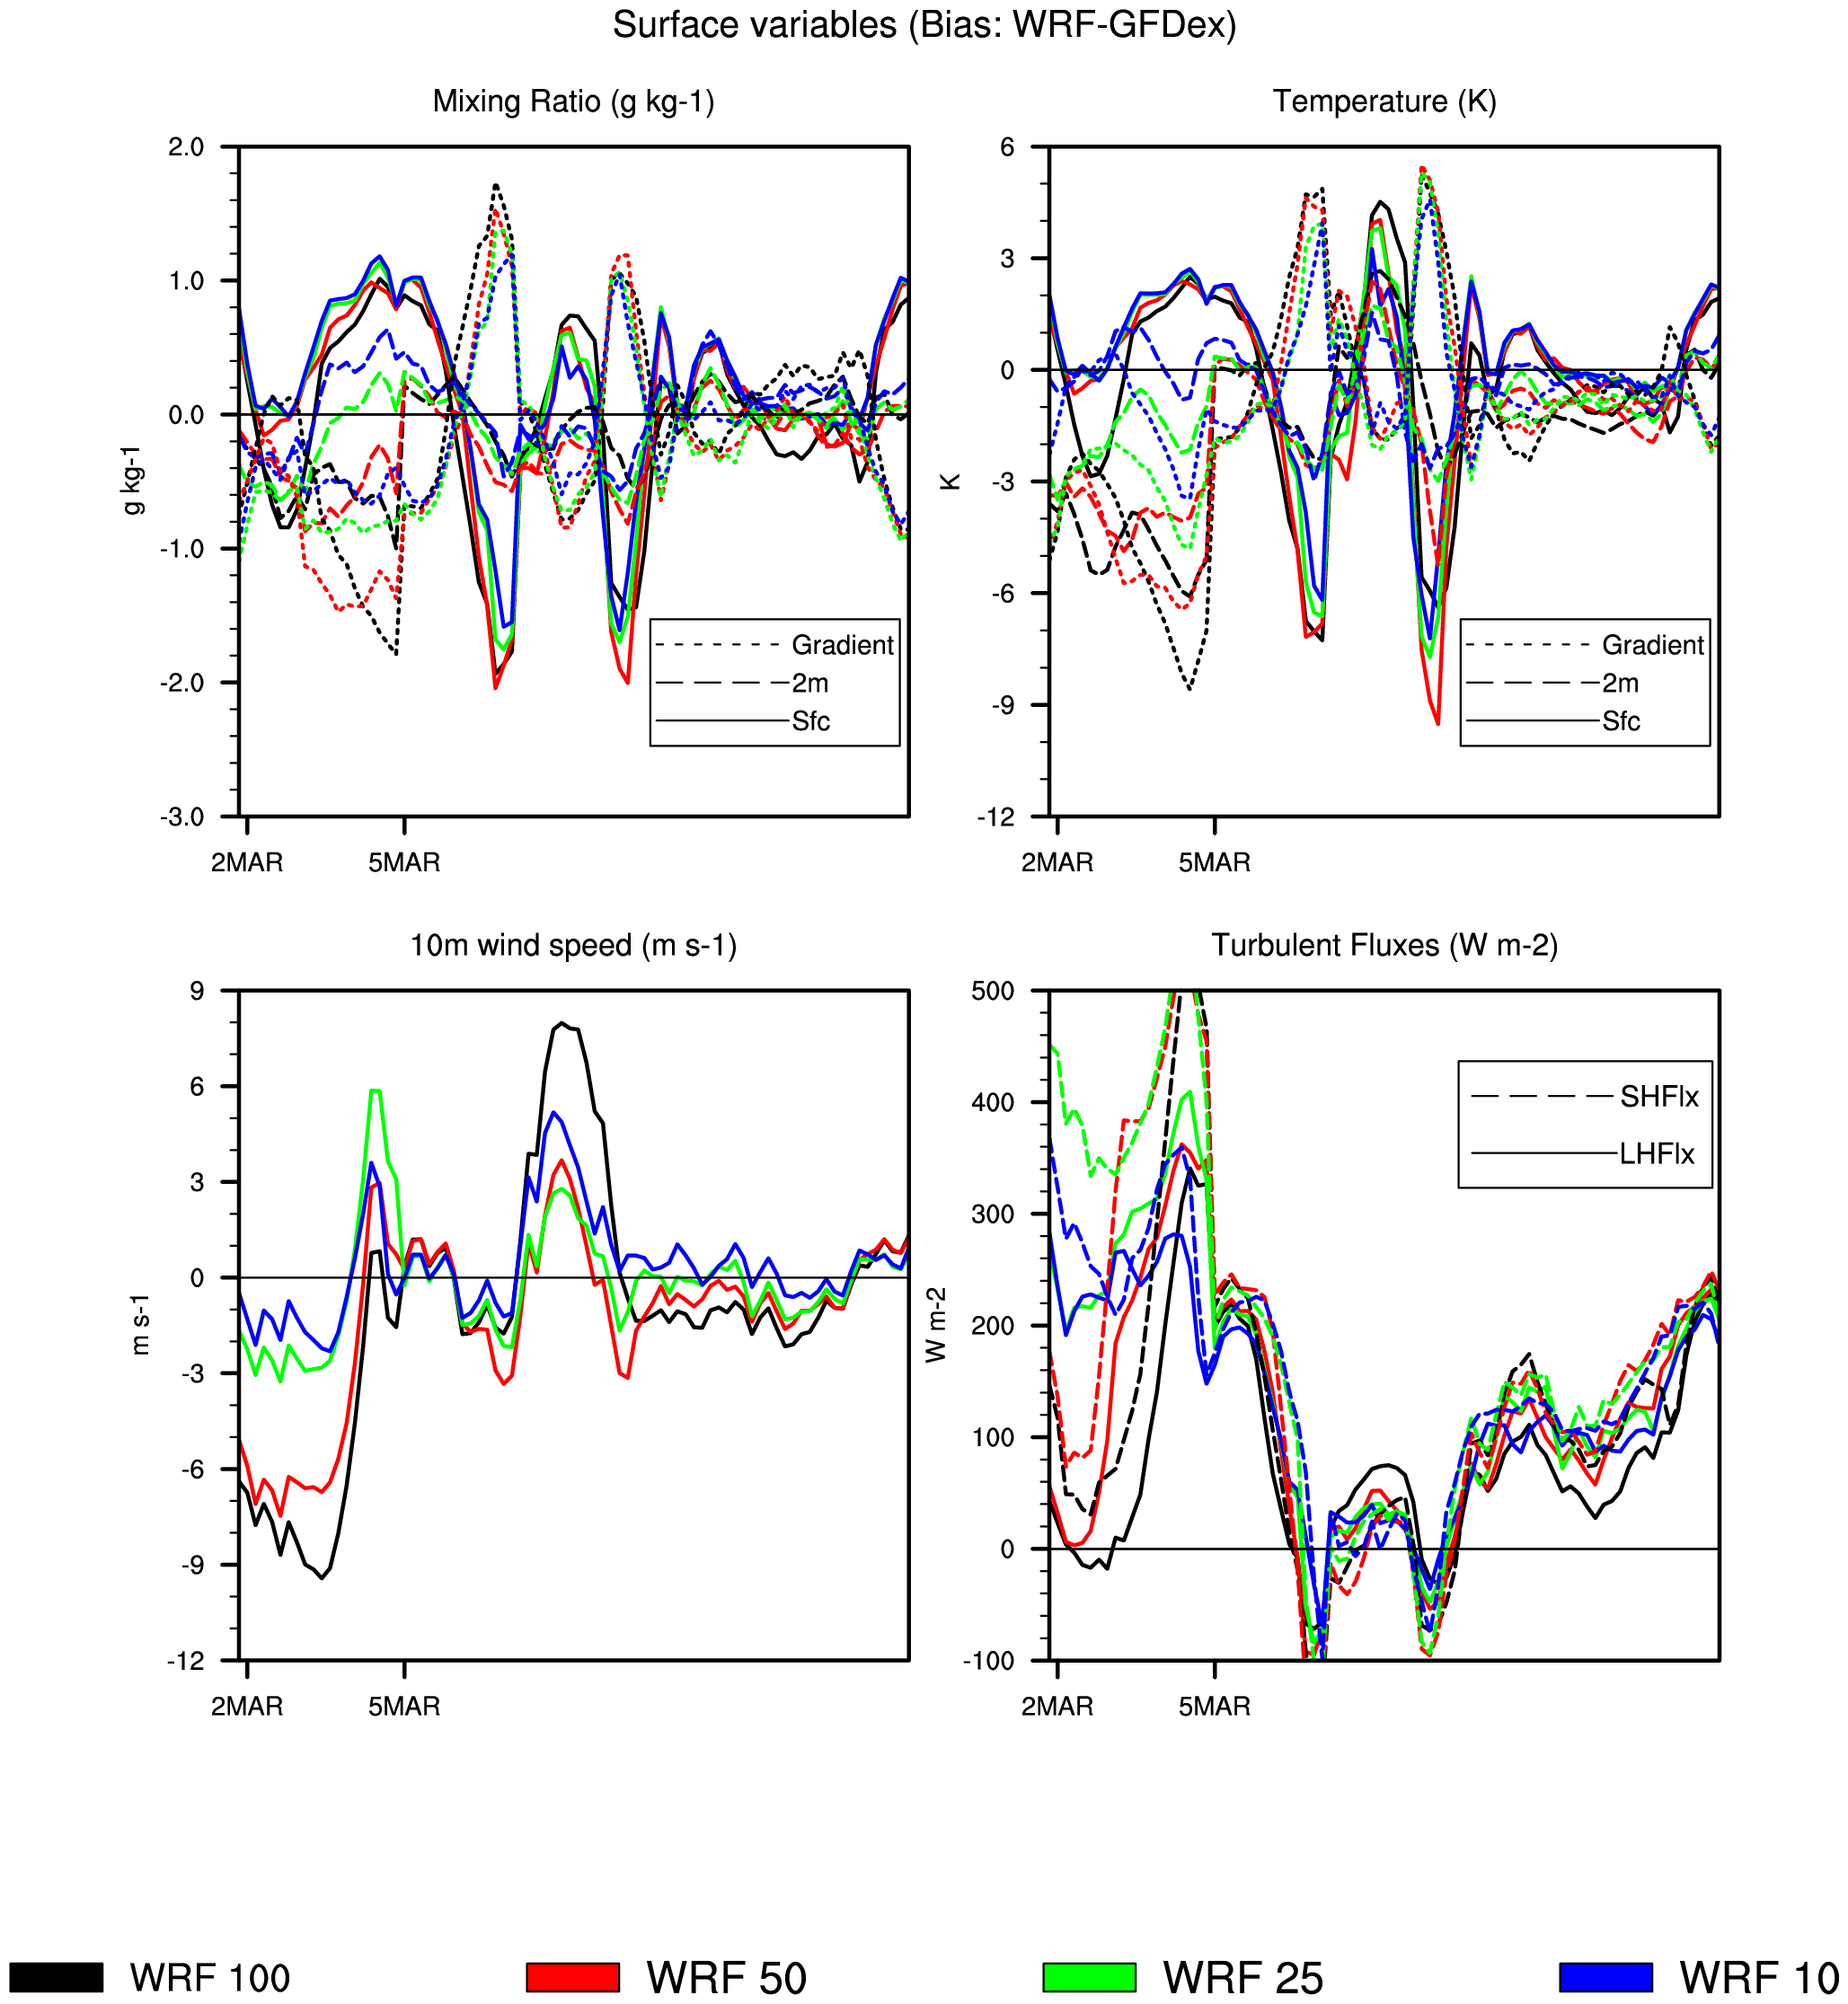 Surface variables (Bias: WRF-GFDex)
Mixing Ratio (g kg-1)
2.0
1.0
0.0
-1.0
-2.0
-3.0
g kg-1
Gradient
2m
Sfc
2MAR
5MAR
Temperature (K)
6
3
0
-3
-6
-9
-12
K
Gradient
2m
Sfc
2MAR
5MAR
10m wind speed (m s-1)
9
6
3
0
-3
-6
-9
-12
m s-1
2MAR
5MAR
Turbulent Fluxes (W m-2)
500
400
300
200
100
0
-100
W m-2
SHFlx
LHFlx
2MAR
5MAR
WRF 100
WRF 50
WRF 25
WRF 10